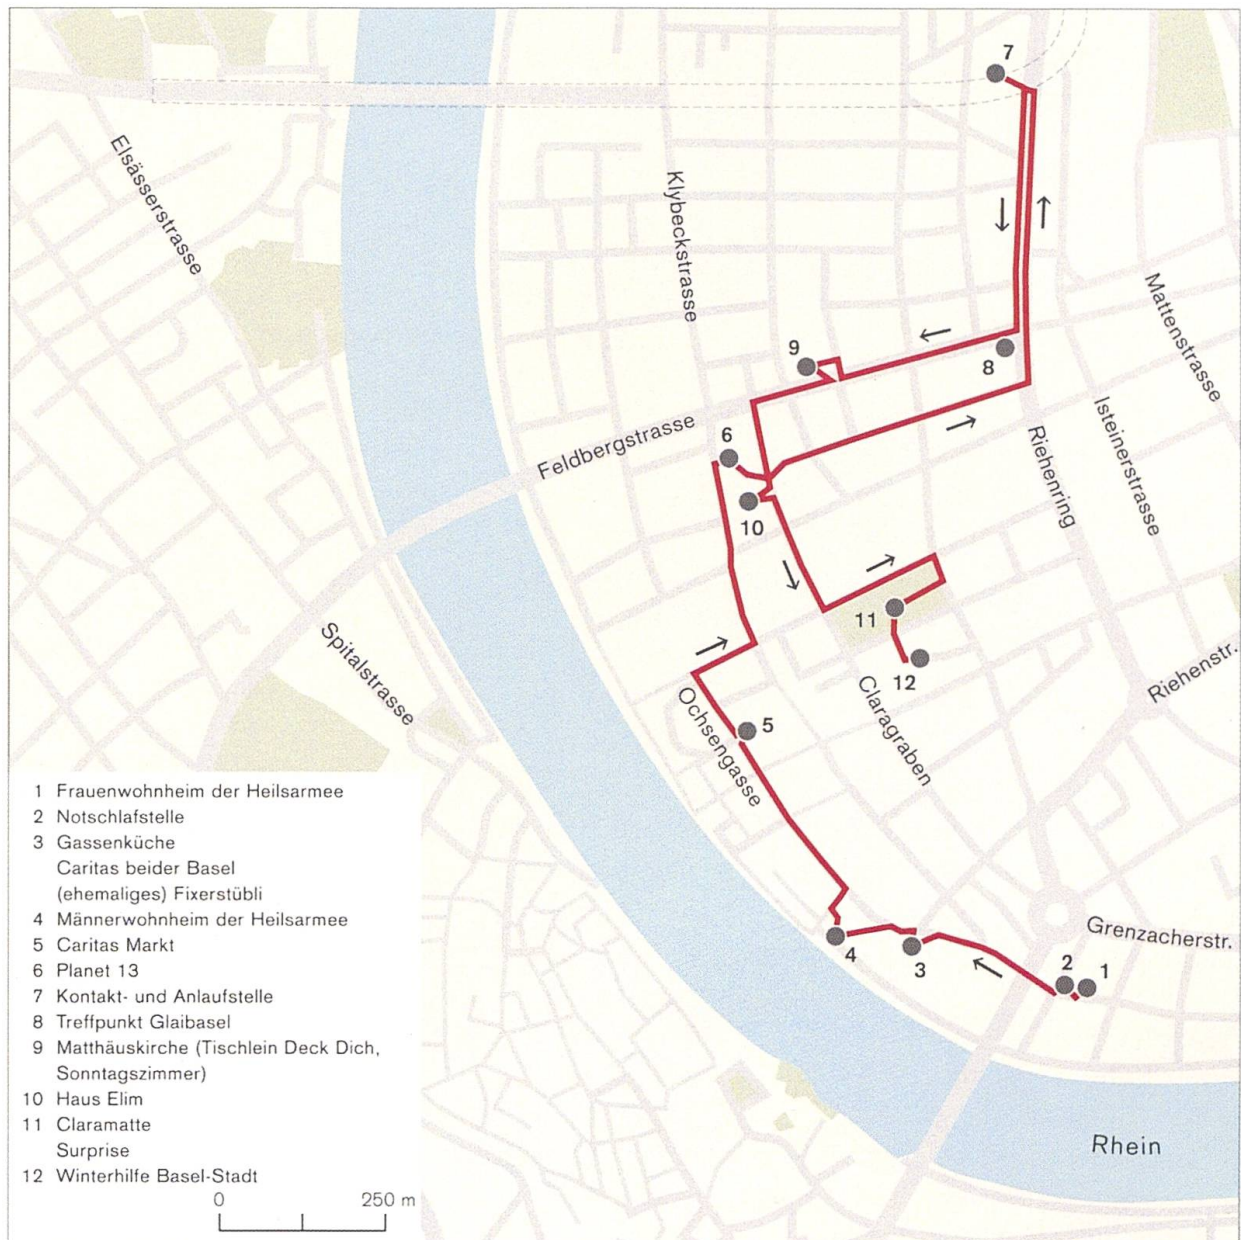 7
Elsässerstrasse
Klybeckstrasse
Mattenstrasse
9
8
Isteinerstrasse
Feldbergstrasse
6
Riehenring
10
11
Spitalstrasse
12
Riehenstr.
Claragraben
Ochsengasse
5
Grenzacherstr.
4
3
2
1
Rhein
1 Frauenwohnheim der Heilsarmee
2 Notschlafstelle
3 Gassenküche
Caritas beider Basel
(ehemaliges) Fixerstübli
4 Männerwohnheim der Heilsarmee
5 Caritas Markt
6 Planet 13
7 Kontakt- und Anlaufstelle
8 Treffpunkt Glaibasel
9 Matthäuskirche (Tischlein Deck Dich,
Sonntagszimmer)
10 Haus Elim
11 Claramatte
Surprise
12 Winterhilfe Basel-Stadt
0 250 m